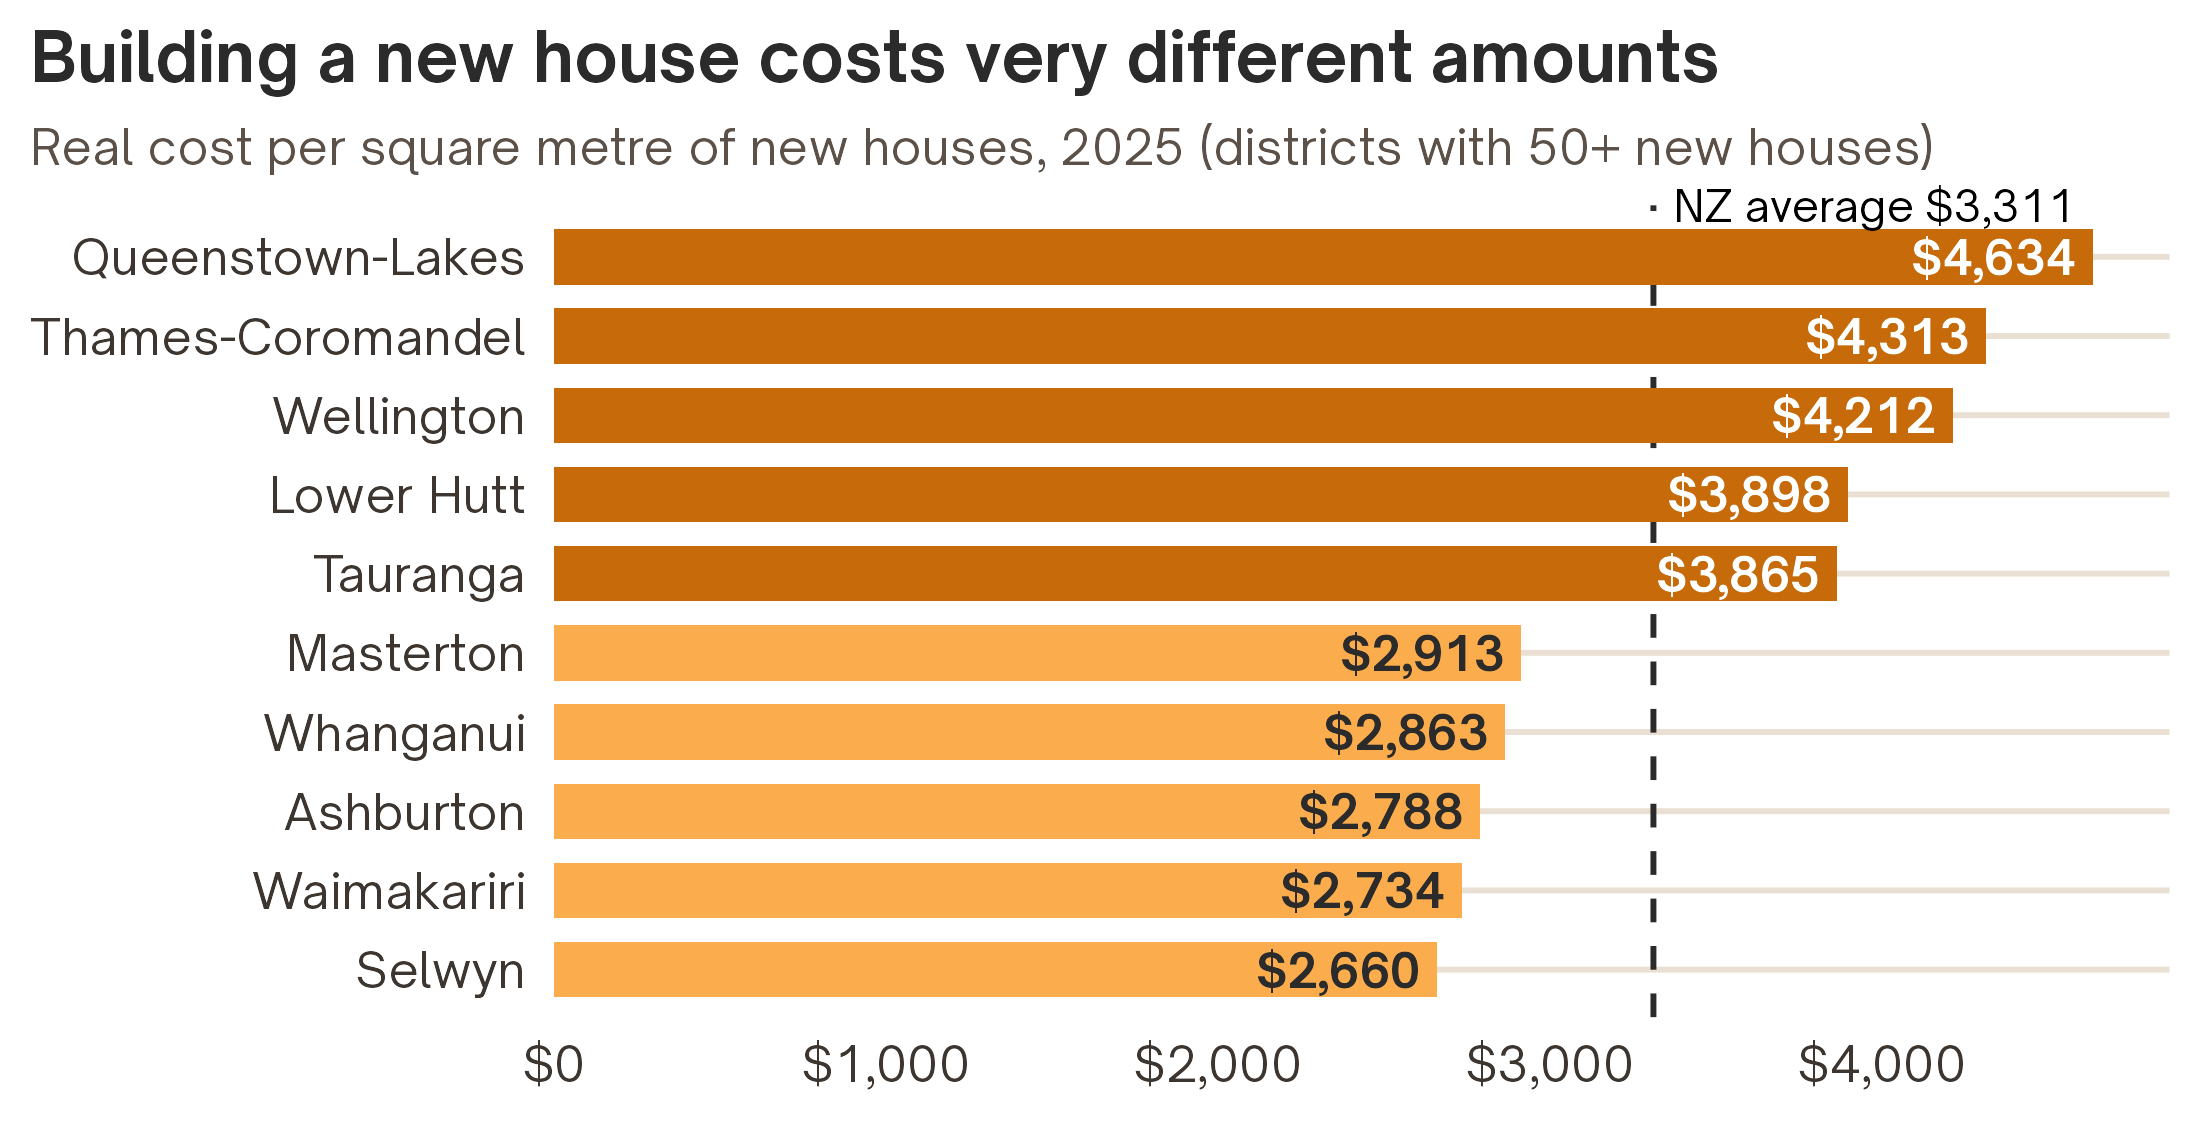 Building a new house costs very different amounts
Real cost per square metre of new houses, 2025 (districts with 50+ new houses)
NZ average $3,311
Queenstown-Lakes $4,634
Thames-Coromandel $4,313
Wellington $4,212
Lower Hutt $3,898
Tauranga $3,865
Masterton $2,913
Whanganui $2,863
Ashburton $2,788
Waimakariri $2,734
Selwyn $2,660
$0 $1,000 $2,000 $3,000 $4,000